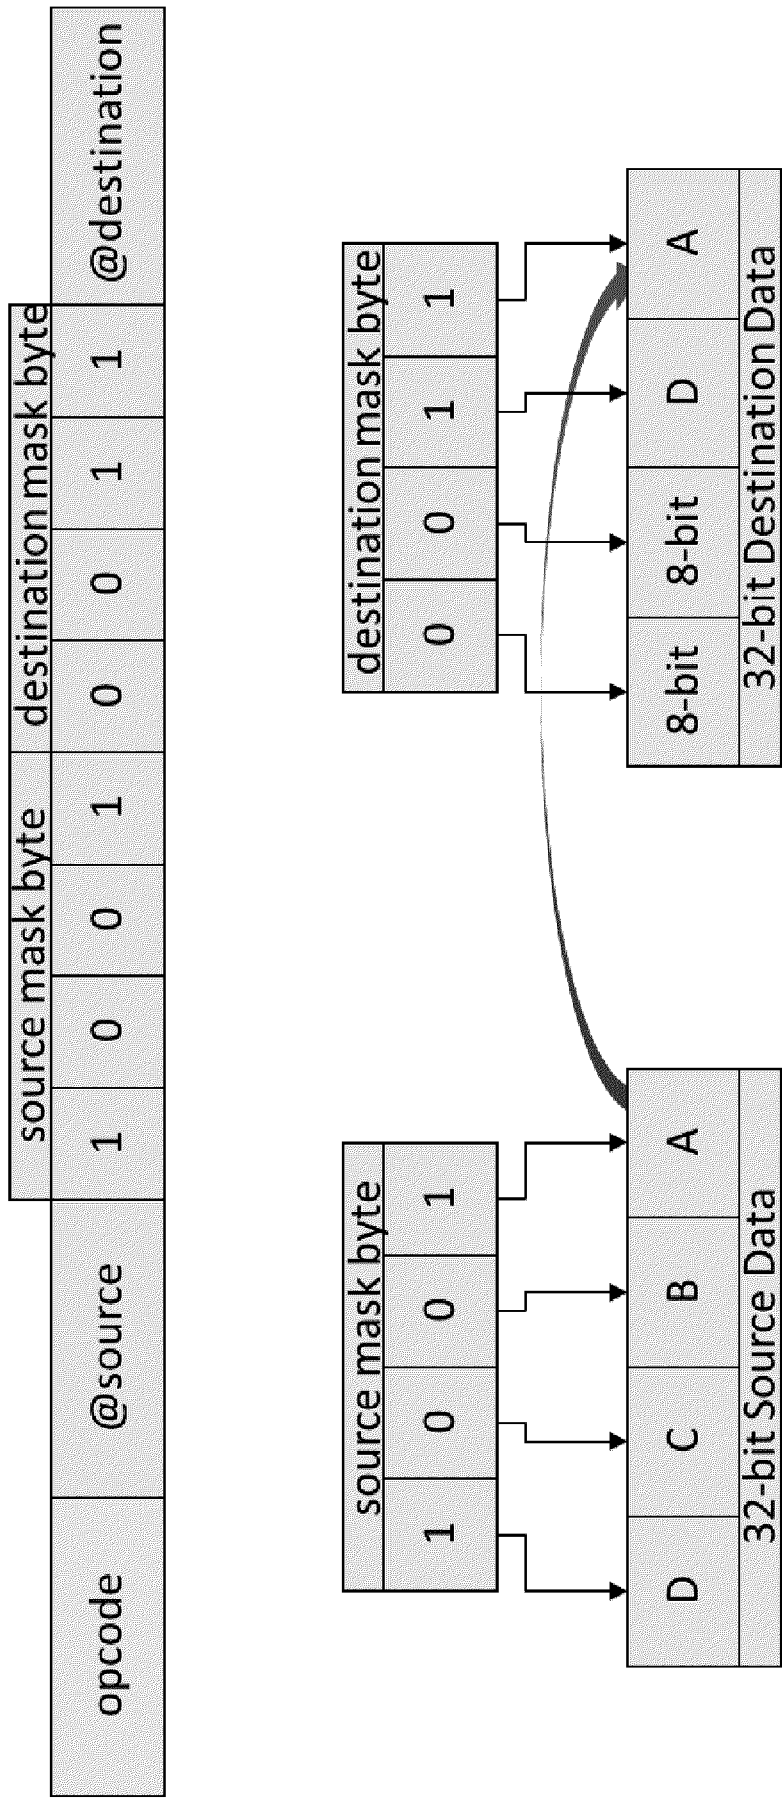 source mask byte destination mask byte
opcode @source 1 0 0 1 0 0 1 1 @destination
source mask byte destination mask byte
1 0 0 1 0 0 1 1
D C B A 8-bit 8-bit D A
32-bit Source Data 32-bit Destination Data